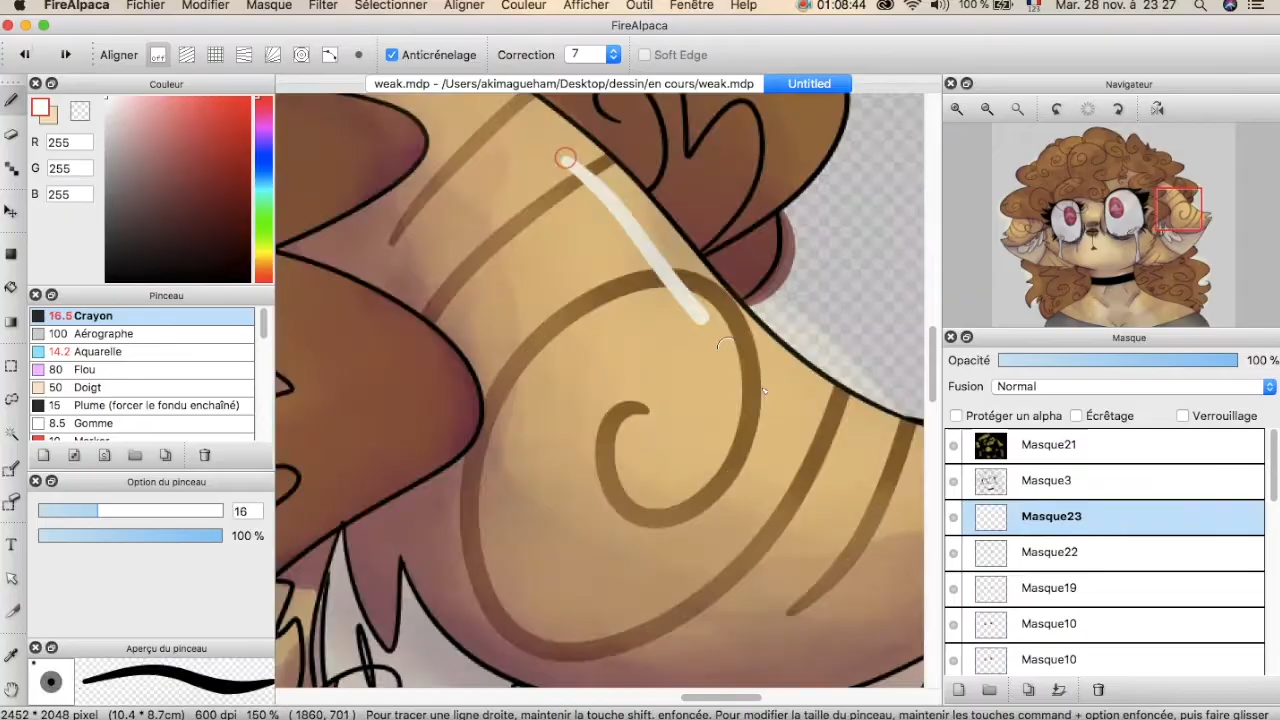 FireAlpaca Fichier Modifier Masque Filter Sélectionner Aligner Couleur Afficher Outil Fenêtre Help 01:08:44 100 % Mar. 28 nov. à 23 27
FireAlpaca
Aligner off Anticrénelage Correction 7 Soft Edge
weak.mdp - /Users/akimagueham/Desktop/dessin/en cours/weak.mdp Untitled
Couleur
R 255
G 255
B 255
Pinceau
16.5 Crayon
100 Aérographe
14.2 Aquarelle
80 Flou
50 Doigt
15 Plume (forcer le fondu enchaîné)
8.5 Gomme
Option du pinceau
16
100 %
Aperçu du pinceau
Navigateur
Masque
Opacité 100 %
Fusion Normal
Protéger un alpha Écrêtage Verrouillage
Masque21
Masque3
Masque23
Masque22
Masque19
Masque10
Masque10
2452 * 2048 pixel (10.4 * 8.7cm) 600 dpi 150 % ( 1860, 701 ) Pour tracer une ligne droite, maintenir la touche shift. enfoncée. Pour modifier la taille du pinceau, maintenir les touches command + option enfoncée, puis faire glisser